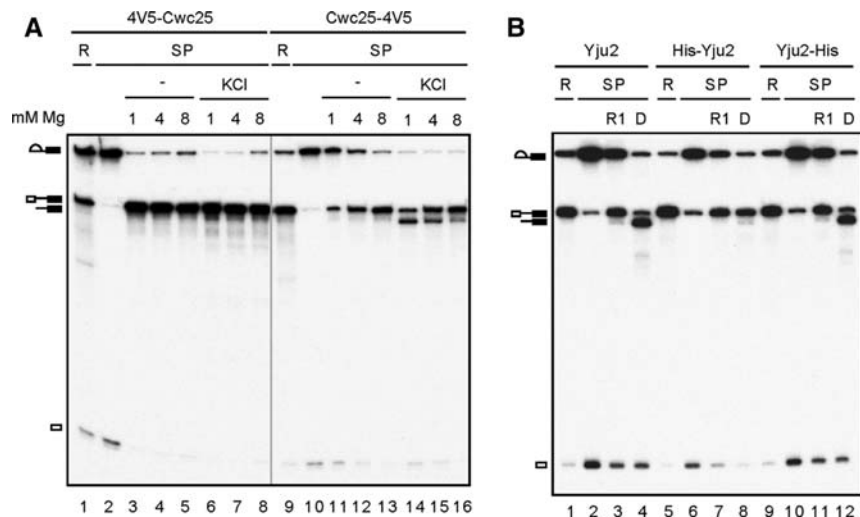 A
4V5-Cwc25 Cwc25-4V5
R SP R SP
- KCl - KCl
mM Mg 1 4 8 1 4 8 1 4 8 1 4 8
1 2 3 4 5 6 7 8 9 10 11 12 13 14 15 16
B
Yju2 His-Yju2 Yju2-His
R SP R SP R SP
R1 D R1 D R1 D
1 2 3 4 5 6 7 8 9 10 11 12